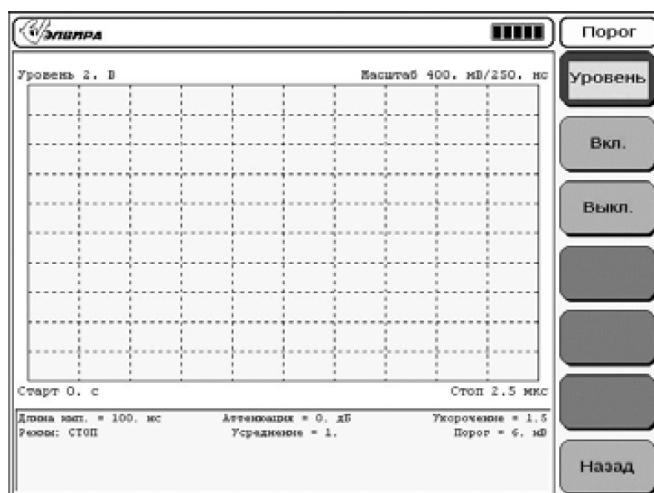 ЭЛВИРА
Порог
Уровень 2. В
Масштаб 400. мВ/250. нс
Уровень
Вкл.
Выкл.
Старт 0. с
Стоп 2.5 мкс
Длина имп. = 100. нс
Аттенюация = 0. дБ
Укорочение = 1.5
Режим: СТОП
Усреднение = 1.
Порог = 6. мВ
Назад